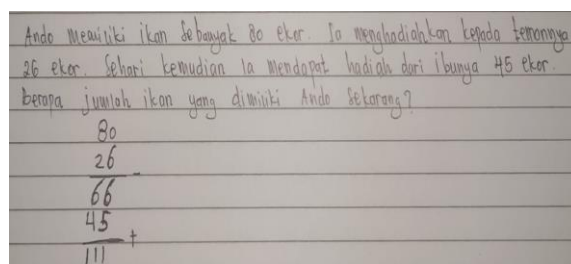 Ando memiliki ikan sebanyak 80 ekor. Ia menghadiahkan kepada temannya
26 ekor. Sehari kemudian Ia mendapat hadiah dari ibunya 45 ekor.
berapa jumlah ikan yang dimiliki Ando Sekarang?
80
26 -
66
45 +
111